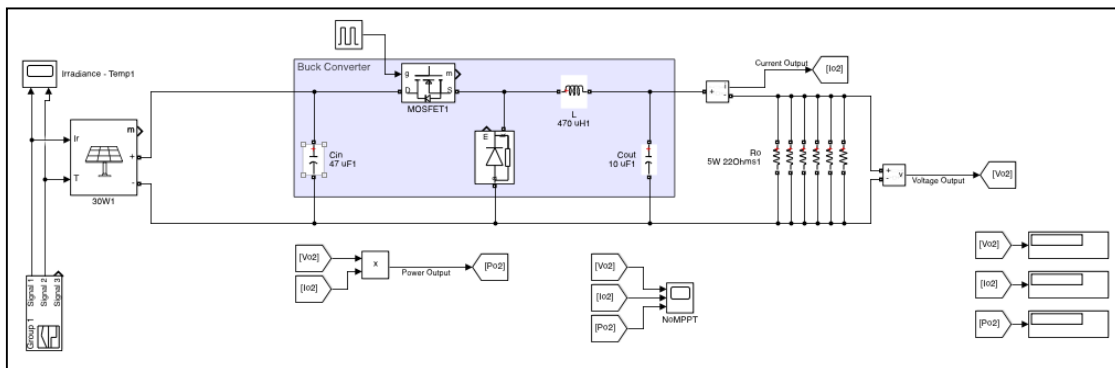 Buck Converter
g
m
D
S
MOSFET1
Irradiance - Temp1
m
Ir
+
T
-
30W1
+
Cin
47 uF1
E
L
470 uH1
+
Cout
10 uF1
+
i
-
Current Output
[Io2]
Ro
5W 22Ohms1
+
-
v
Voltage Output
[Vo2]
Signal 1
Signal 2
Signal 3
Group 1
[Vo2]
[Io2]
x
Power Output
[Po2]
[Vo2]
[Io2]
[Po2]
NoMPPT
[Vo2]
[Io2]
[Po2]